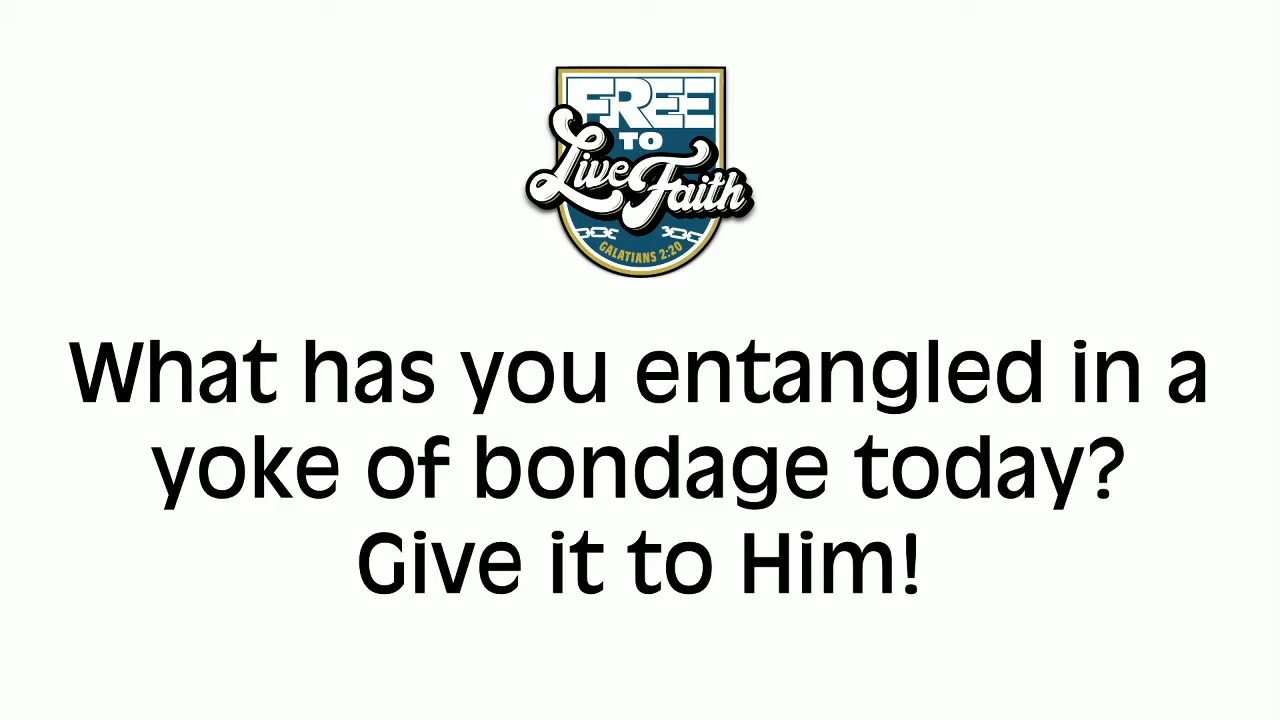 FREE
TO
Live Faith
GALATIANS 2:20
What has you entangled in a
yoke of bondage today?
Give it to Him!